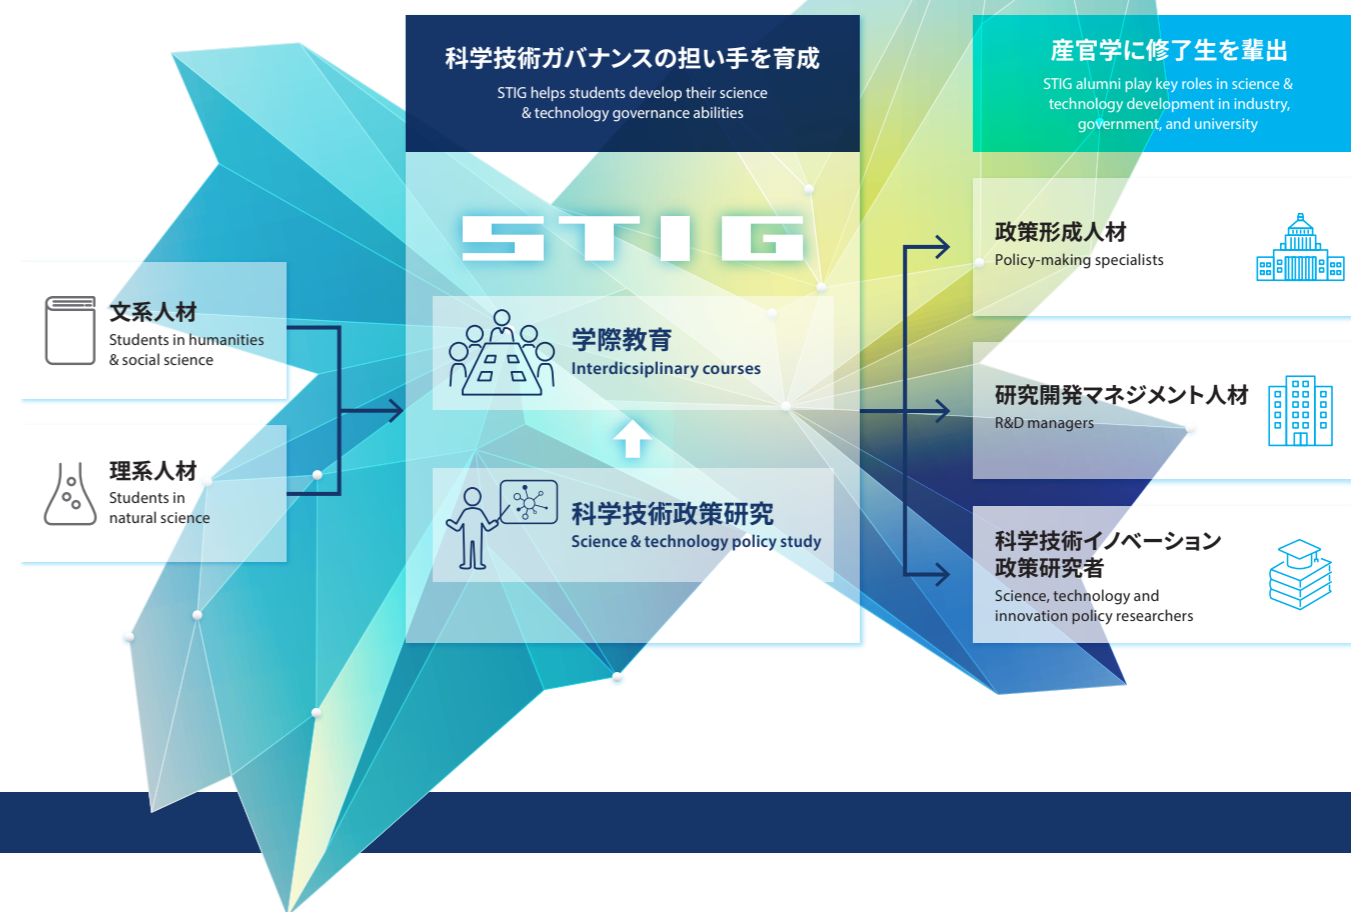 科学技術ガバナンスの担い手を育成
STIG helps students develop their science
& technology governance abilities
産官学に修了生を輩出
STIG alumni play key roles in science &
technology development in industry,
government, and university
文系人材
Students in humanities
& social science
理系人材
Students in
natural science
STIG
学際教育
Interdicsiplinary courses
科学技術政策研究
Science & technology policy study
政策形成人材
Policy-making specialists
研究開発マネジメント人材
R&D managers
科学技術イノベーション
政策研究者
Science, technology and
innovation policy researchers